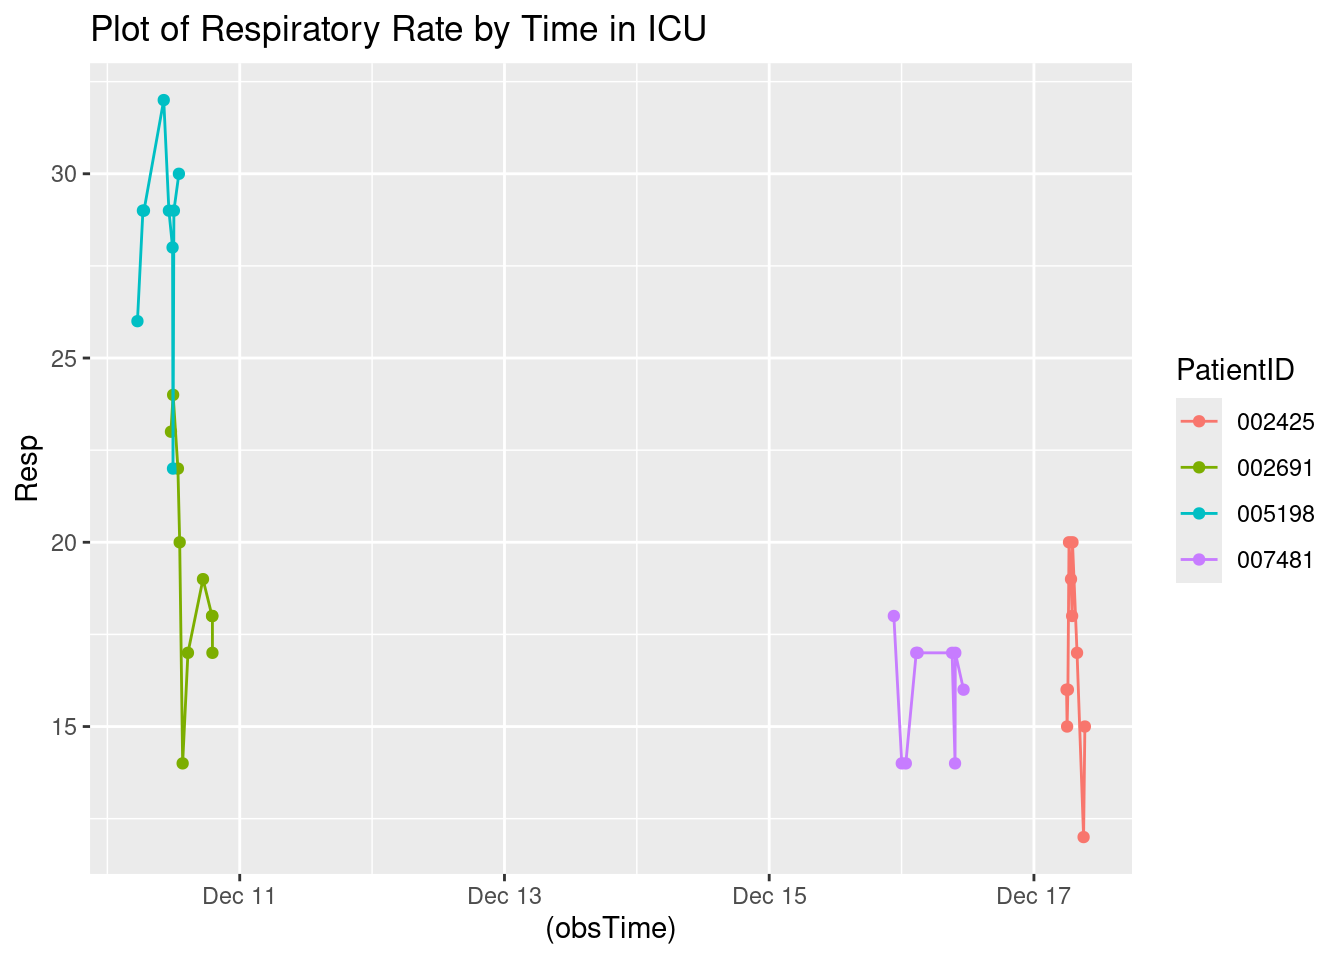 Plot of Respiratory Rate by Time in ICU
30
25
20
15
Resp
Dec 11
Dec 13
Dec 15
Dec 17
(obsTime)
PatientID
002425
002691
005198
007481